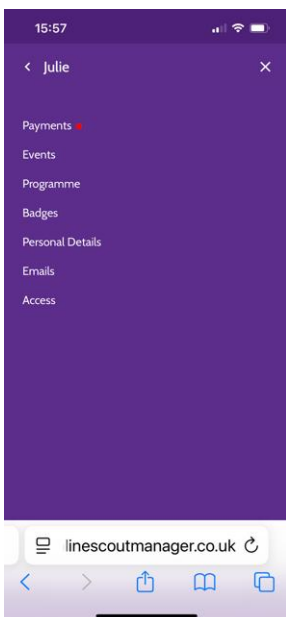 15:57
Julie
Payments
Events
Programme
Badges
Personal Details
Emails
Access
linescoutmanager.co.uk